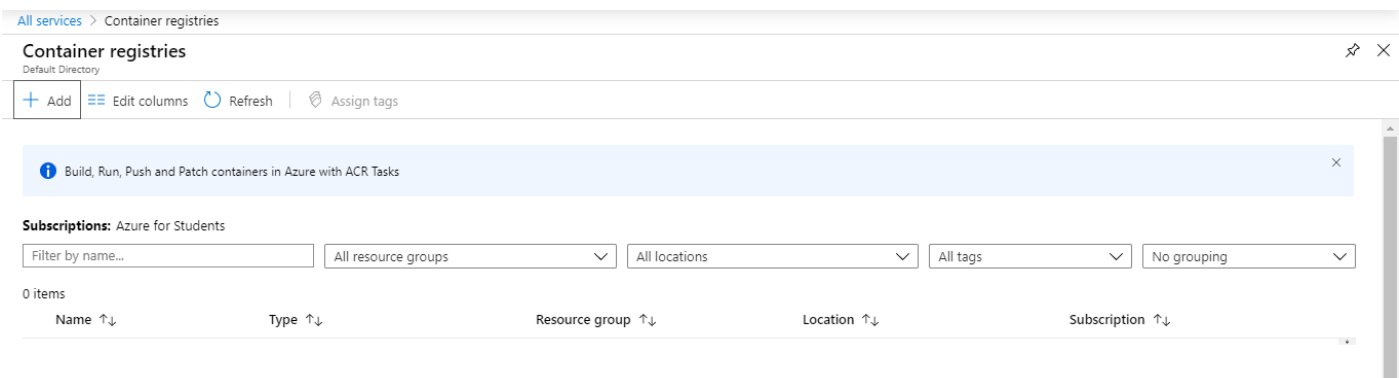 All services > Container registries
Container registries
Default Directory
+ Add Edit columns Refresh Assign tags
Build, Run, Push and Patch containers in Azure with ACR Tasks
Subscriptions: Azure for Students
Filter by name... All resource groups All locations All tags No grouping
0 items
Name ↑↓ Type ↑↓ Resource group ↑↓ Location ↑↓ Subscription ↑↓